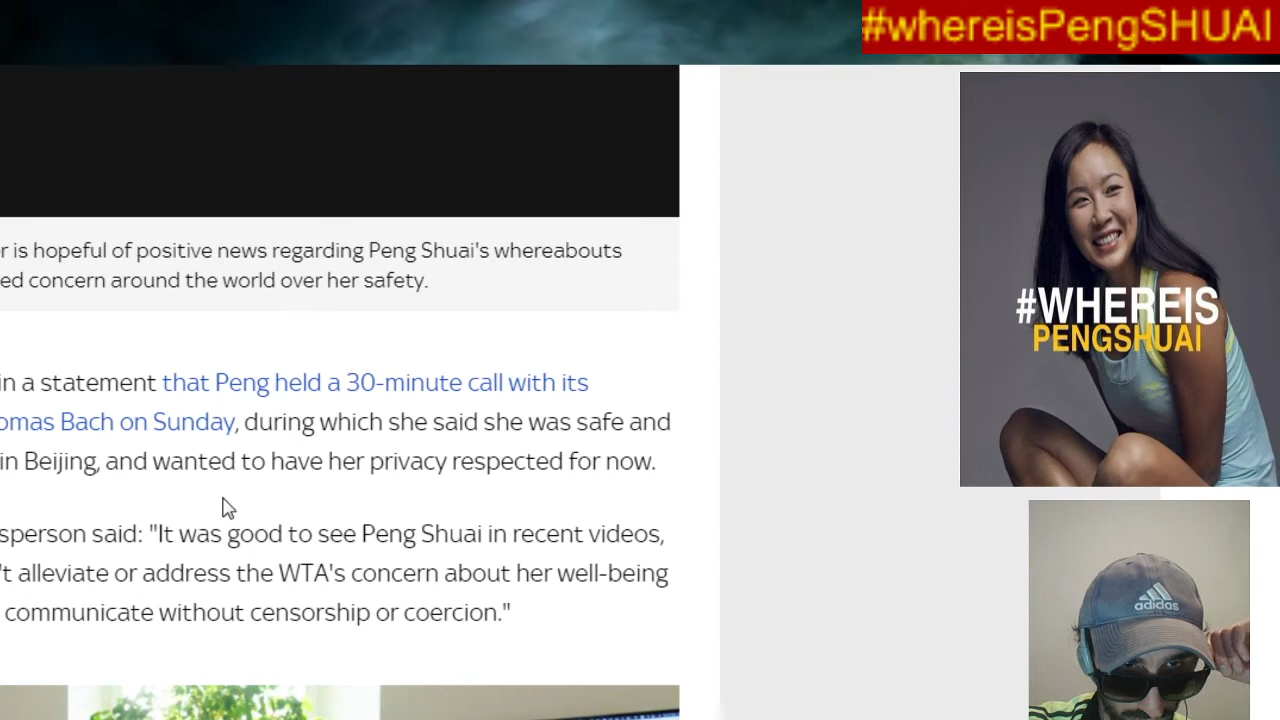 #whereisPengSHUAI
r is hopeful of positive news regarding Peng Shuai's whereabouts
ed concern around the world over her safety.
#WHEREIS
PENGSHUAI
in a statement that Peng held a 30-minute call with its
omas Bach on Sunday, during which she said she was safe and
in Beijing, and wanted to have her privacy respected for now.
sperson said: "It was good to see Peng Shuai in recent videos,
't alleviate or address the WTA's concern about her well-being
communicate without censorship or coercion."
adidas